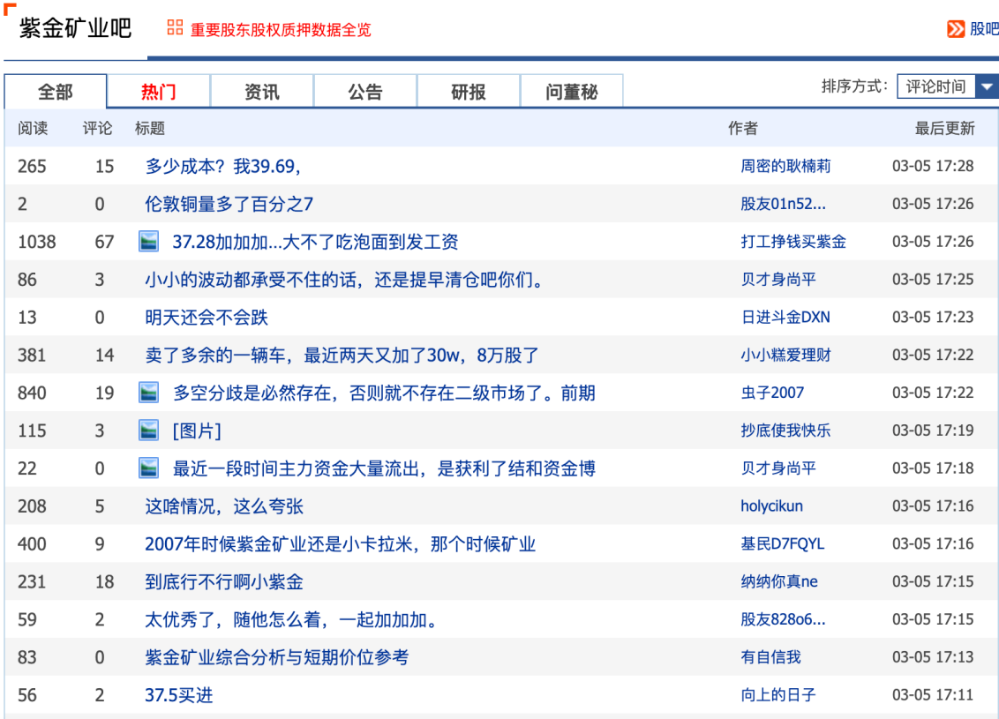 紫金矿业吧 重要股东股权质押数据全览 股吧
全部 热门 资讯 公告 研报 问董秘 排序方式: 评论时间
阅读 评论 标题 作者 最后更新
265 15 多少成本？我39.69, 周密的耿楠莉 03-05 17:28
2 0 伦敦铜量多了百分之7 股友01n52... 03-05 17:26
1038 67 37.28加加加...大不了吃泡面到发工资 打工挣钱买紫金 03-05 17:26
86 3 小小的波动都承受不住的话，还是提早清仓吧你们。 贝才身尚平 03-05 17:25
13 0 明天还会不会跌 日进斗金DXN 03-05 17:23
381 14 卖了多余的一辆车，最近两天又加了30w，8万股了 小小糕爱理财 03-05 17:22
840 19 多空分歧是必然存在，否则就不存在二级市场了。前期 虫子2007 03-05 17:22
115 3 [图片] 抄底使我快乐 03-05 17:19
22 0 最近一段时间主力资金大量流出，是获利了结和资金博 贝才身尚平 03-05 17:18
208 5 这啥情况，这么夸张 holycikun 03-05 17:16
400 9 2007年时候紫金矿业还是小卡拉米，那个时候矿业 基民D7FQYL 03-05 17:16
231 18 到底行不行啊小紫金 纳纳你真ne 03-05 17:15
59 2 太优秀了，随他怎么着，一起加加加。 股友828o6... 03-05 17:15
83 0 紫金矿业综合分析与短期价位参考 有自信我 03-05 17:13
56 2 37.5买进 向上的日子 03-05 17:11